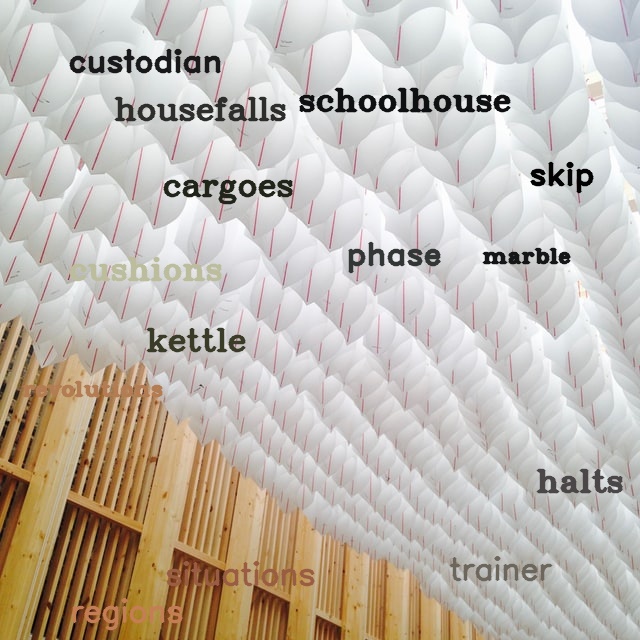 custodian
housefalls schoolhouse
cargoes
skip
phase marble
cushions
kettle
revolutions
halts
situations
trainer
regions